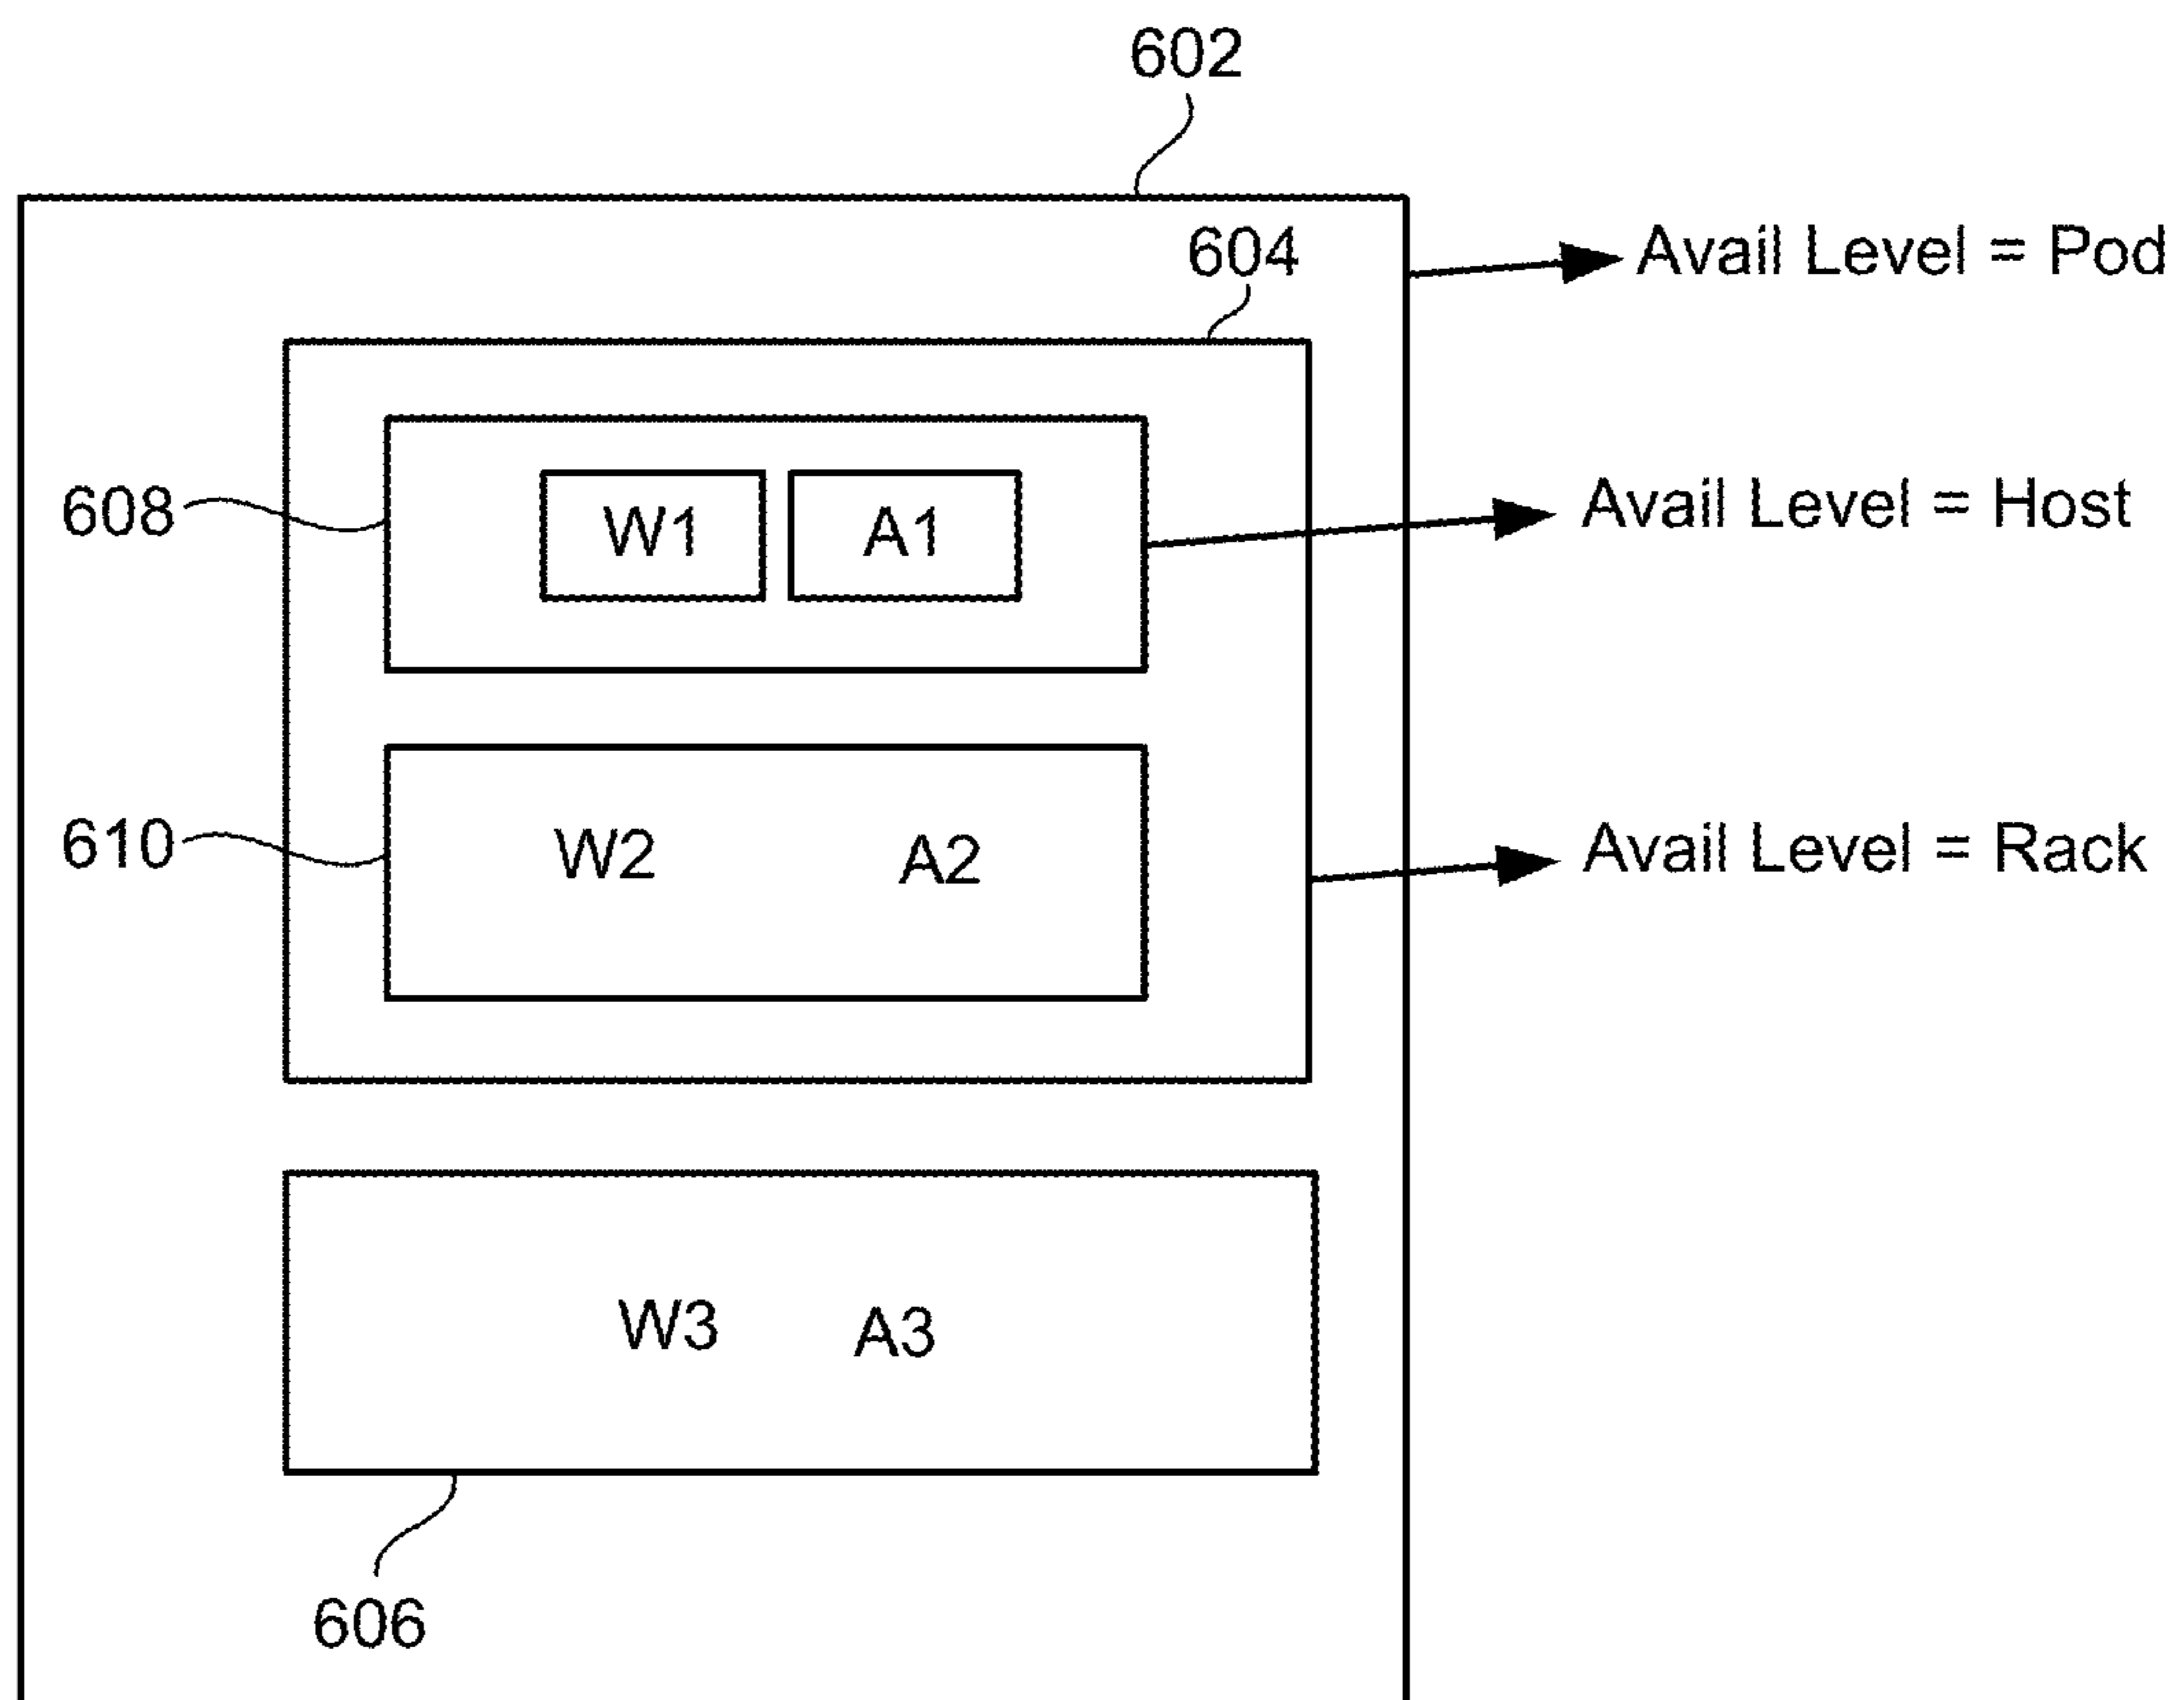 602
604
Avail Level = Pod
608
W1
A1
Avail Level = Host
610
W2
A2
Avail Level = Rack
W3
A3
606